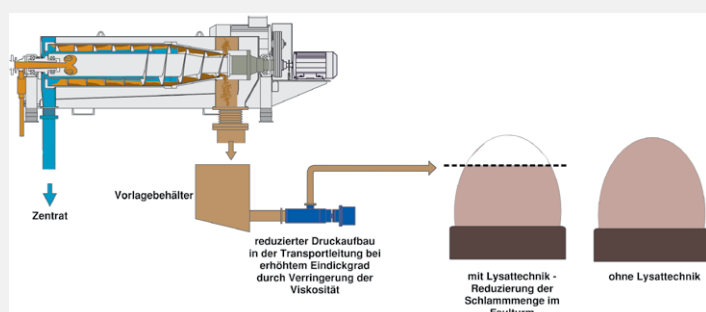 Zentrat
Vorlagebehälter
reduzierter Druckaufbau
in der Transportleitung bei
erhöhtem Eindickgrad
durch Verringerung der
Viskosität
mit Lysattechnik -
Reduzierung der
Schlammmenge im
ohne Lysattechnik